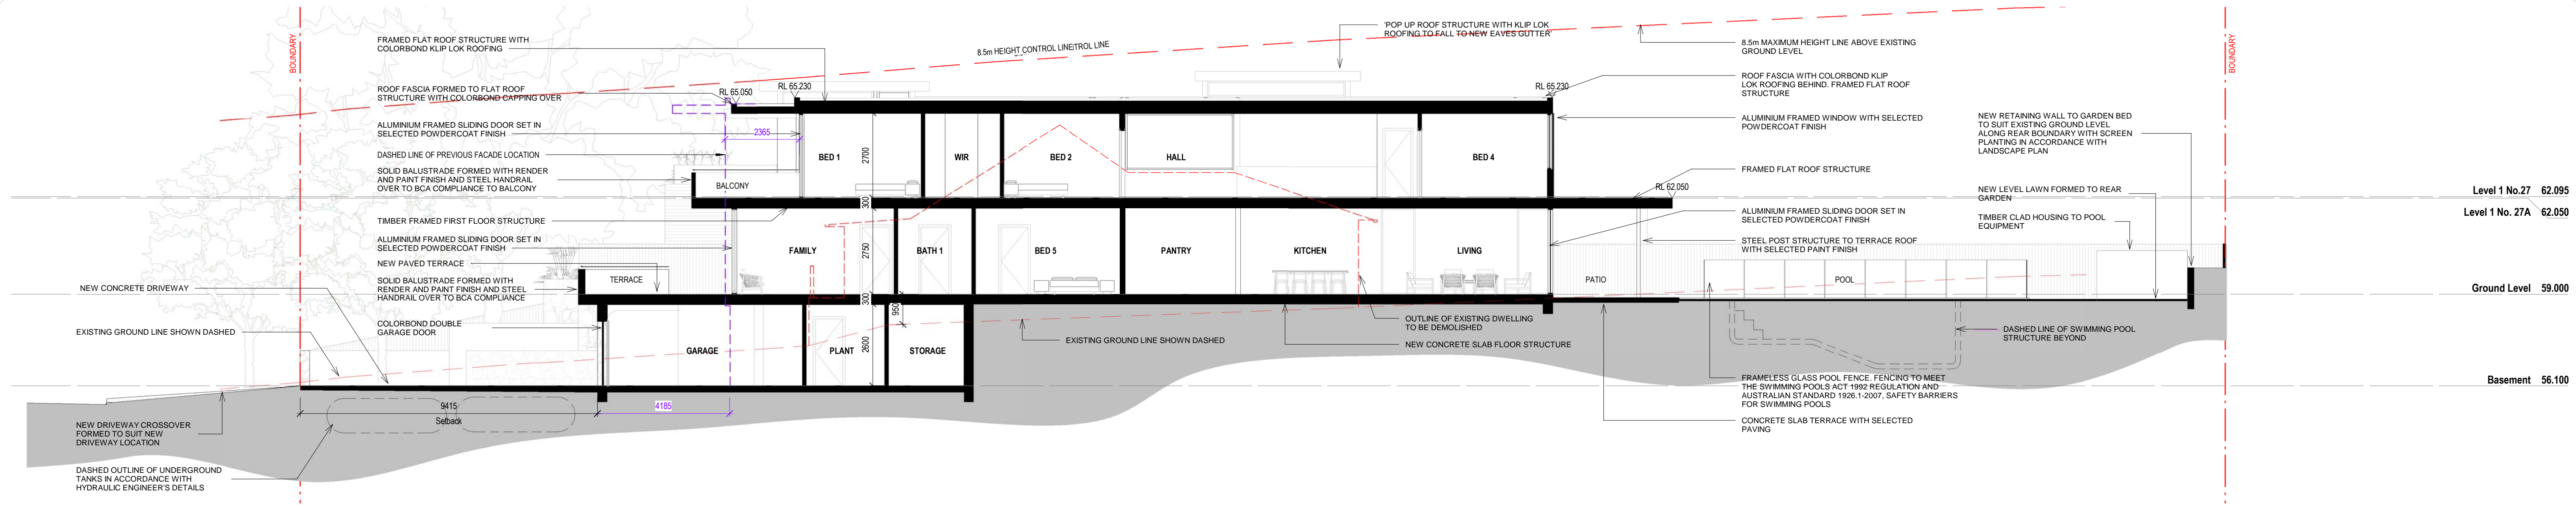 BOUNDARY
FRAMED FLAT ROOF STRUCTURE WITH
COLORBOND KLIP LOK ROOFING
ROOF FASCIA FORMED TO FLAT ROOF
STRUCTURE WITH COLORBOND CAPPING OVER
ALUMINIUM FRAMED SLIDING DOOR SET IN
SELECTED POWDERCOAT FINISH
DASHED LINE OF PREVIOUS FACADE LOCATION
SOLID BALUSTRADE FORMED WITH RENDER
AND PAINT FINISH AND STEEL HANDRAIL
OVER TO BCA COMPLIANCE TO BALCONY
TIMBER FRAMED FIRST FLOOR STRUCTURE
ALUMINIUM FRAMED SLIDING DOOR SET IN
SELECTED POWDERCOAT FINISH
NEW PAVED TERRACE
SOLID BALUSTRADE FORMED WITH
RENDER AND PAINT FINISH AND STEEL
HANDRAIL OVER TO BCA COMPLIANCE
COLORBOND DOUBLE
GARAGE DOOR
NEW CONCRETE DRIVEWAY
EXISTING GROUND LINE SHOWN DASHED
NEW DRIVEWAY CROSSOVER
FORMED TO SUIT NEW
DRIVEWAY LOCATION
DASHED OUTLINE OF UNDERGROUND
TANKS IN ACCORDANCE WITH
HYDRAULIC ENGINEER'S DETAILS
9415
Setback
4185
8.5m HEIGHT CONTROL LINETROL LINE
RL 65.050
RL 65.230
2365
BED 1
2700
WIR
BED 2
HALL
BED 4
BALCONY
300
FAMILY
2750
BATH 1
BED 5
PANTRY
KITCHEN
LIVING
TERRACE
PATIO
POOL
300
950
GARAGE
PLANT
2600
STORAGE
EXISTING GROUND LINE SHOWN DASHED
OUTLINE OF EXISTING DWELLING
TO BE DEMOLISHED
NEW CONCRETE SLAB FLOOR STRUCTURE
'POP UP ROOF STRUCTURE WITH KLIP LOK
ROOFING TO FALL TO NEW EAVES GUTTER'
RL 65.230
RL 62.050
8.5m MAXIMUM HEIGHT LINE ABOVE EXISTING
GROUND LEVEL
ROOF FASCIA WITH COLORBOND KLIP
LOK ROOFING BEHIND. FRAMED FLAT ROOF
STRUCTURE
ALUMINIUM FRAMED WINDOW WITH SELECTED
POWDERCOAT FINISH
FRAMED FLAT ROOF STRUCTURE
ALUMINIUM FRAMED SLIDING DOOR SET IN
SELECTED POWDERCOAT FINISH
STEEL POST STRUCTURE TO TERRACE ROOF
WITH SELECTED PAINT FINISH
NEW RETAINING WALL TO GARDEN BED
TO SUIT EXISTING GROUND LEVEL
ALONG REAR BOUNDARY WITH SCREEN
PLANTING IN ACCORDANCE WITH
LANDSCAPE PLAN
NEW LEVEL LAWN FORMED TO REAR
GARDEN
TIMBER CLAD HOUSING TO POOL
EQUIPMENT
DASHED LINE OF SWIMMING POOL
STRUCTURE BEYOND
FRAMELESS GLASS POOL FENCE. FENCING TO MEET
THE SWIMMING POOLS ACT 1992 REGULATION AND
AUSTRALIAN STANDARD 1926.1-2007, SAFETY BARRIERS
FOR SWIMMING POOLS
CONCRETE SLAB TERRACE WITH SELECTED
PAVING
BOUNDARY
Level 1 No.27 62.095
Level 1 No. 27A 62.050
Ground Level 59.000
Basement 56.100